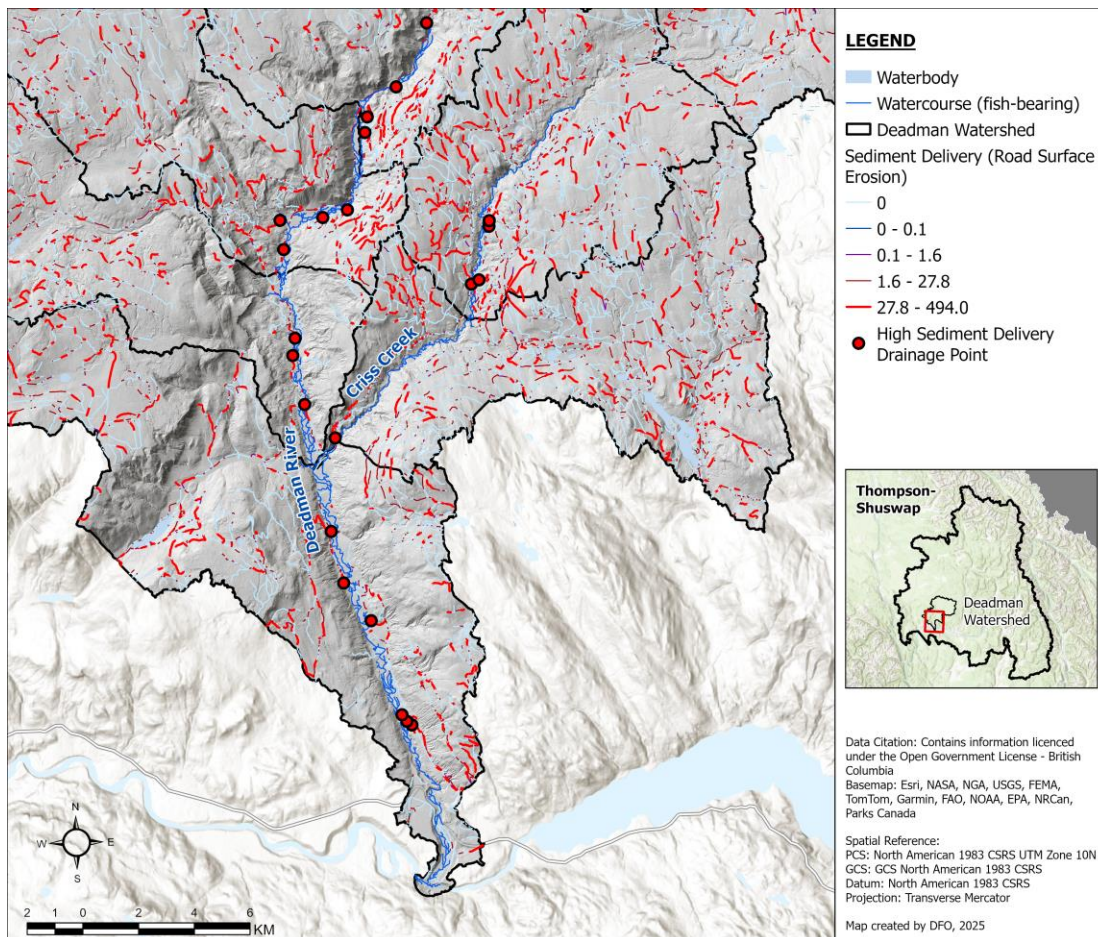 LEGEND
Waterbody
Watercourse (fish-bearing)
Deadman Watershed
Sediment Delivery (Road Surface
Erosion)
0
0 - 0.1
0.1 - 1.6
1.6 - 27.8
27.8 - 494.0
High Sediment Delivery
Drainage Point
Criss Creek
Deadman River
Thompson-
Shuswap
Deadman
Watershed
Data Citation: Contains information licenced
under the Open Government License - British
Columbia
Basemap: Esri, NASA, NGA, USGS, FEMA,
TomTom, Garmin, FAO, NOAA, EPA, NRCan,
Parks Canada
Spatial Reference:
PCS: North American 1983 CSRS UTM Zone 10N
GCS: GCS North American 1983 CSRS
Datum: North American 1983 CSRS
Projection: Transverse Mercator
Map created by DFO, 2025
N
W E
S
2 1 0 2 4 6
KM